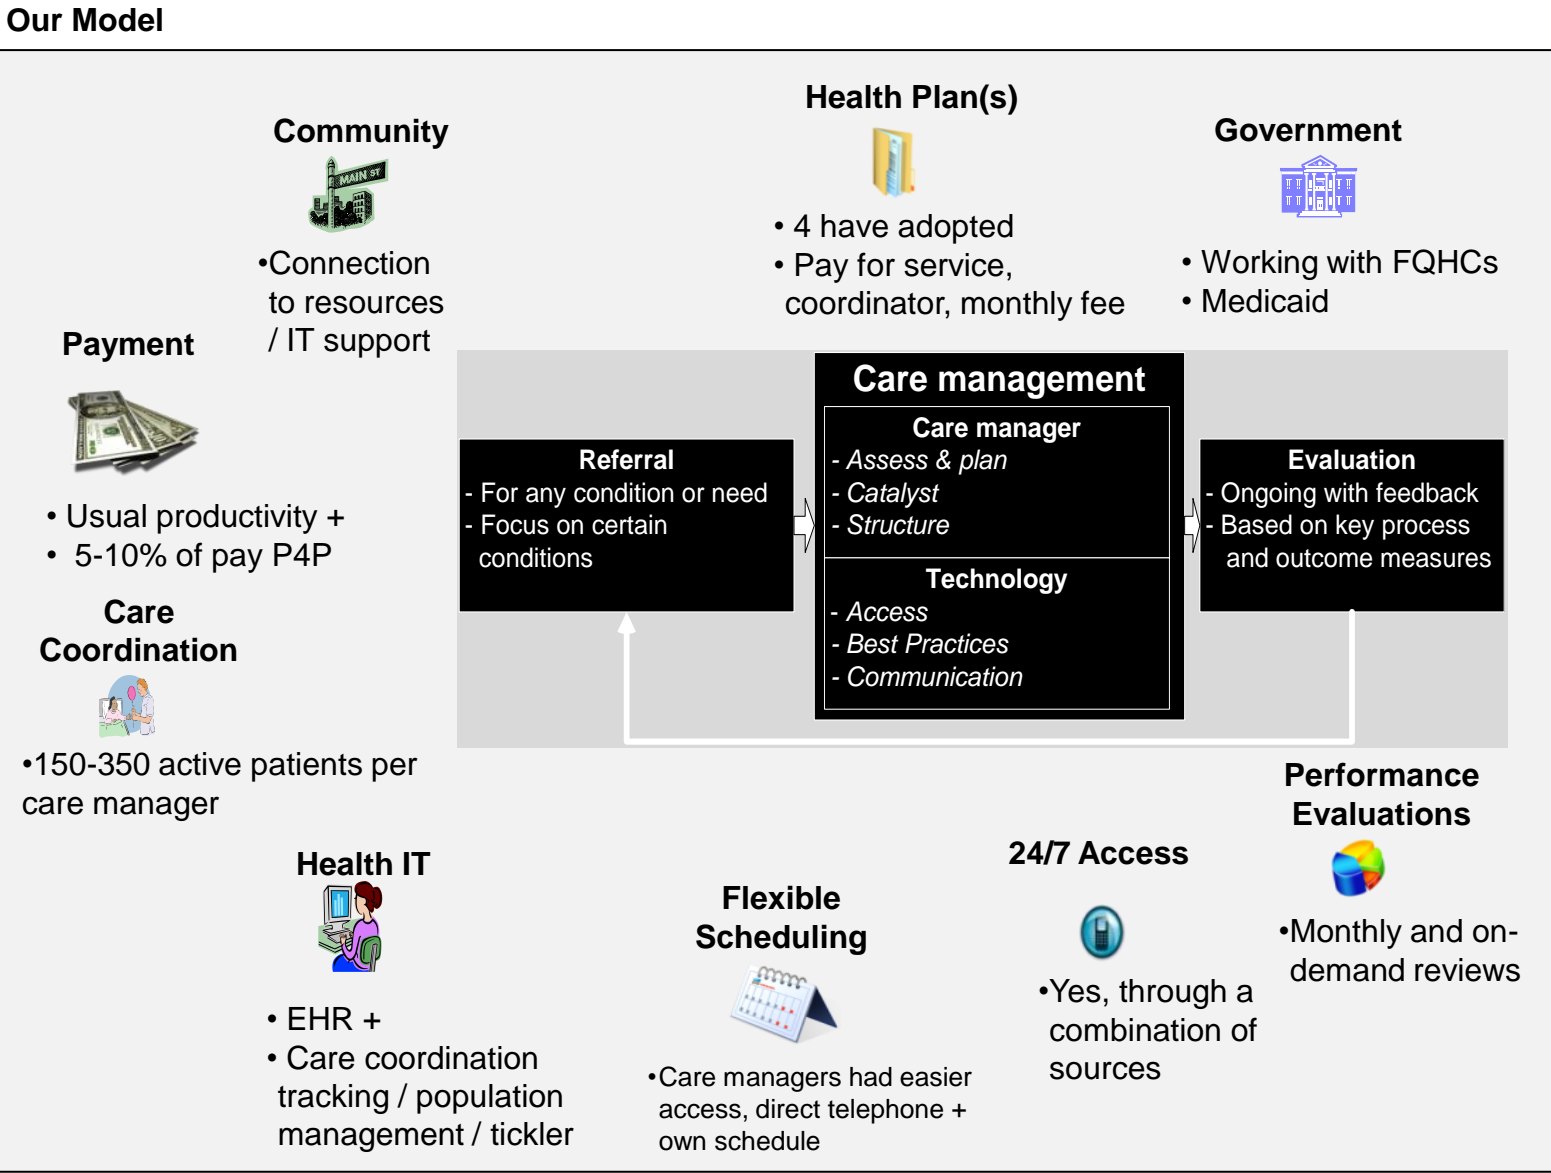 Our Model
Health Plan(s)
Community
Government
MAIN ST
• 4 have adopted
• Pay for service,
coordinator, monthly fee
•Connection
to resources
/ IT support
• Working with FQHCs
• Medicaid
Payment
• Usual productivity +
• 5-10% of pay P4P
Care management
Care manager
- Assess & plan
- Catalyst
- Structure
Technology
- Access
- Best Practices
- Communication
Referral
- For any condition or need
- Focus on certain
conditions
Evaluation
- Ongoing with feedback
- Based on key process
and outcome measures
Care
Coordination
•150-350 active patients per
care manager
Performance
Evaluations
•Monthly and on-
demand reviews
Health IT
• EHR +
• Care coordination
tracking / population
management / tickler
Flexible
Scheduling
•Care managers had easier
access, direct telephone +
own schedule
24/7 Access
•Yes, through a
combination of
sources